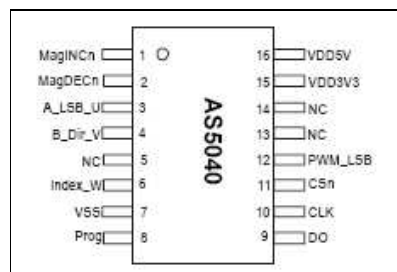 MagINCn 1 16 VDD5V
MagDECn 2 15 VDD3V3
A_LSB_U 3 14 NC
B_Dir_V 4 13 NC
NC 5 12 PWM_LSB
Index_W 6 11 CSn
VSS 7 10 CLK
Prog 8 9 DO
AS5040